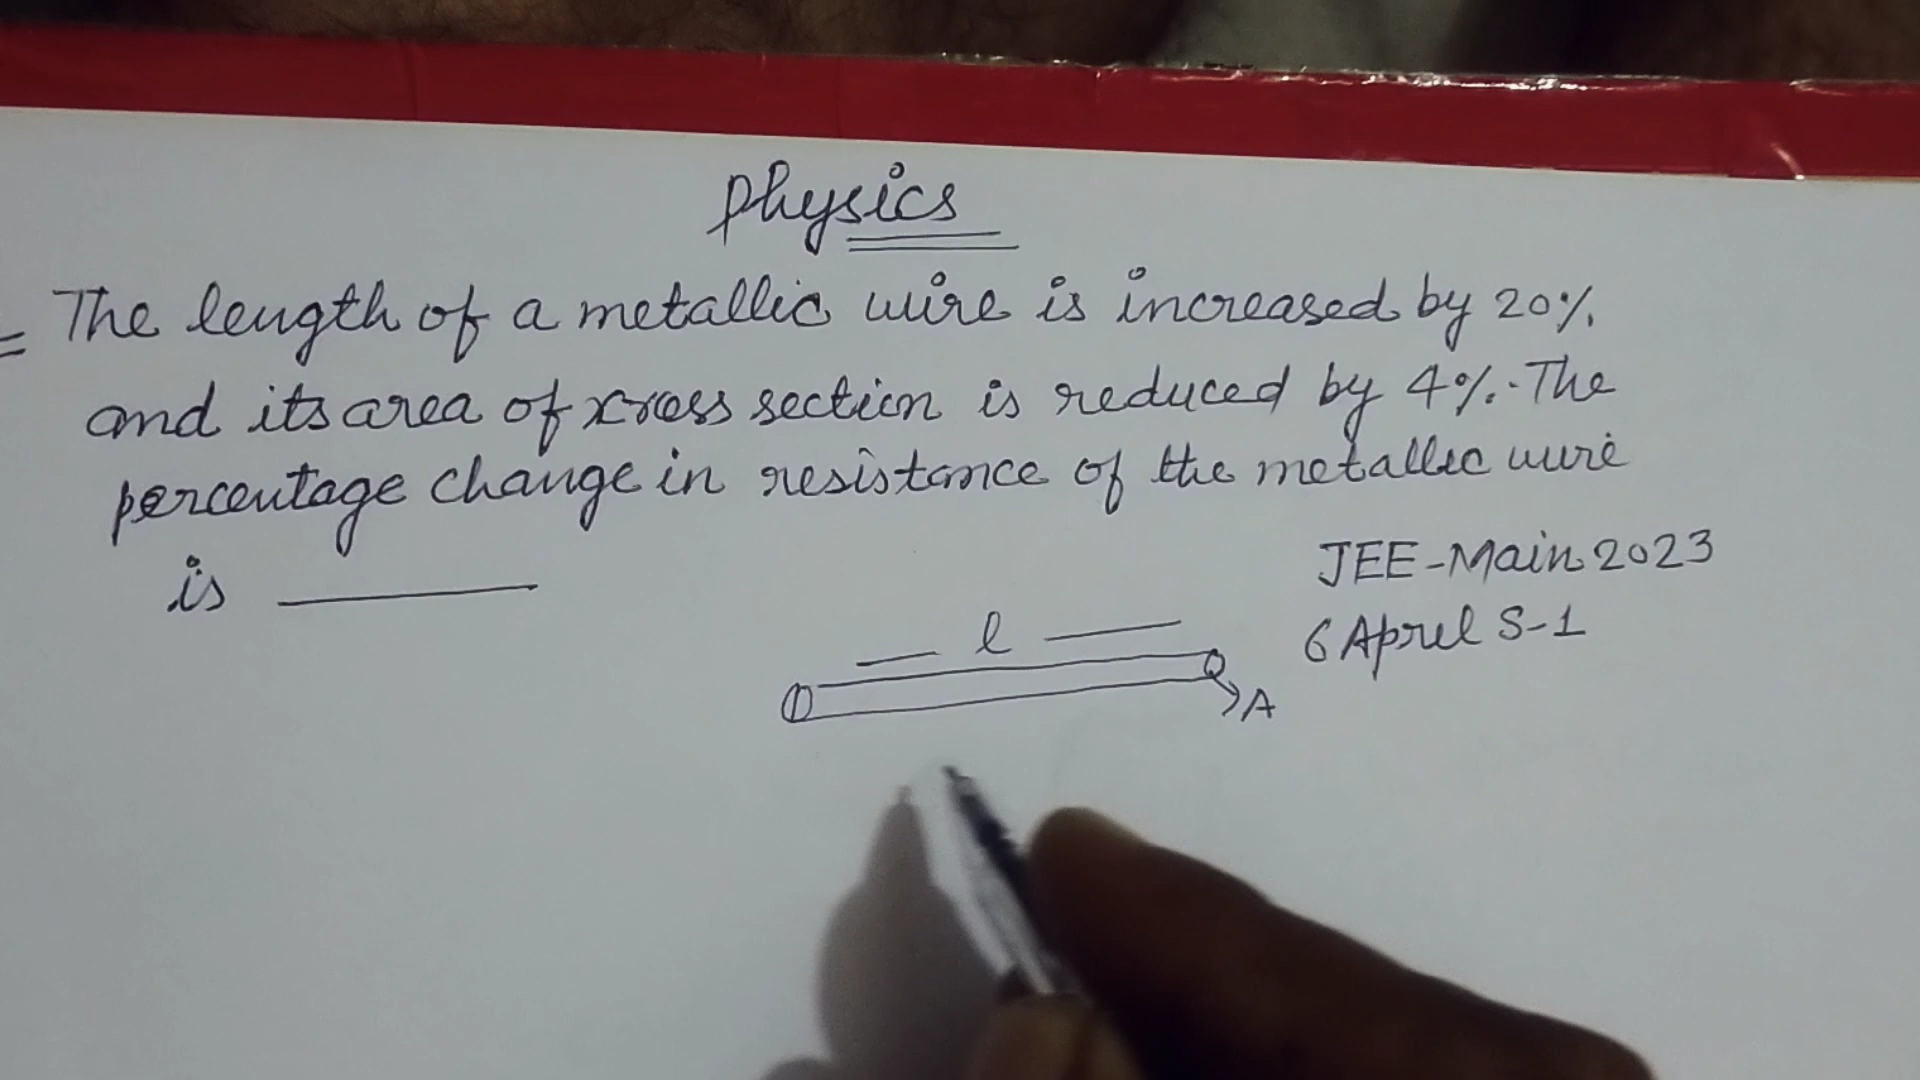 Physics
The length of a metallic wire is increased by 20%
and its area of cross section is reduced by 4%. The
percentage change in resistance of the metallic wire
is
JEE-Main 2023
6 April S-1
l
A